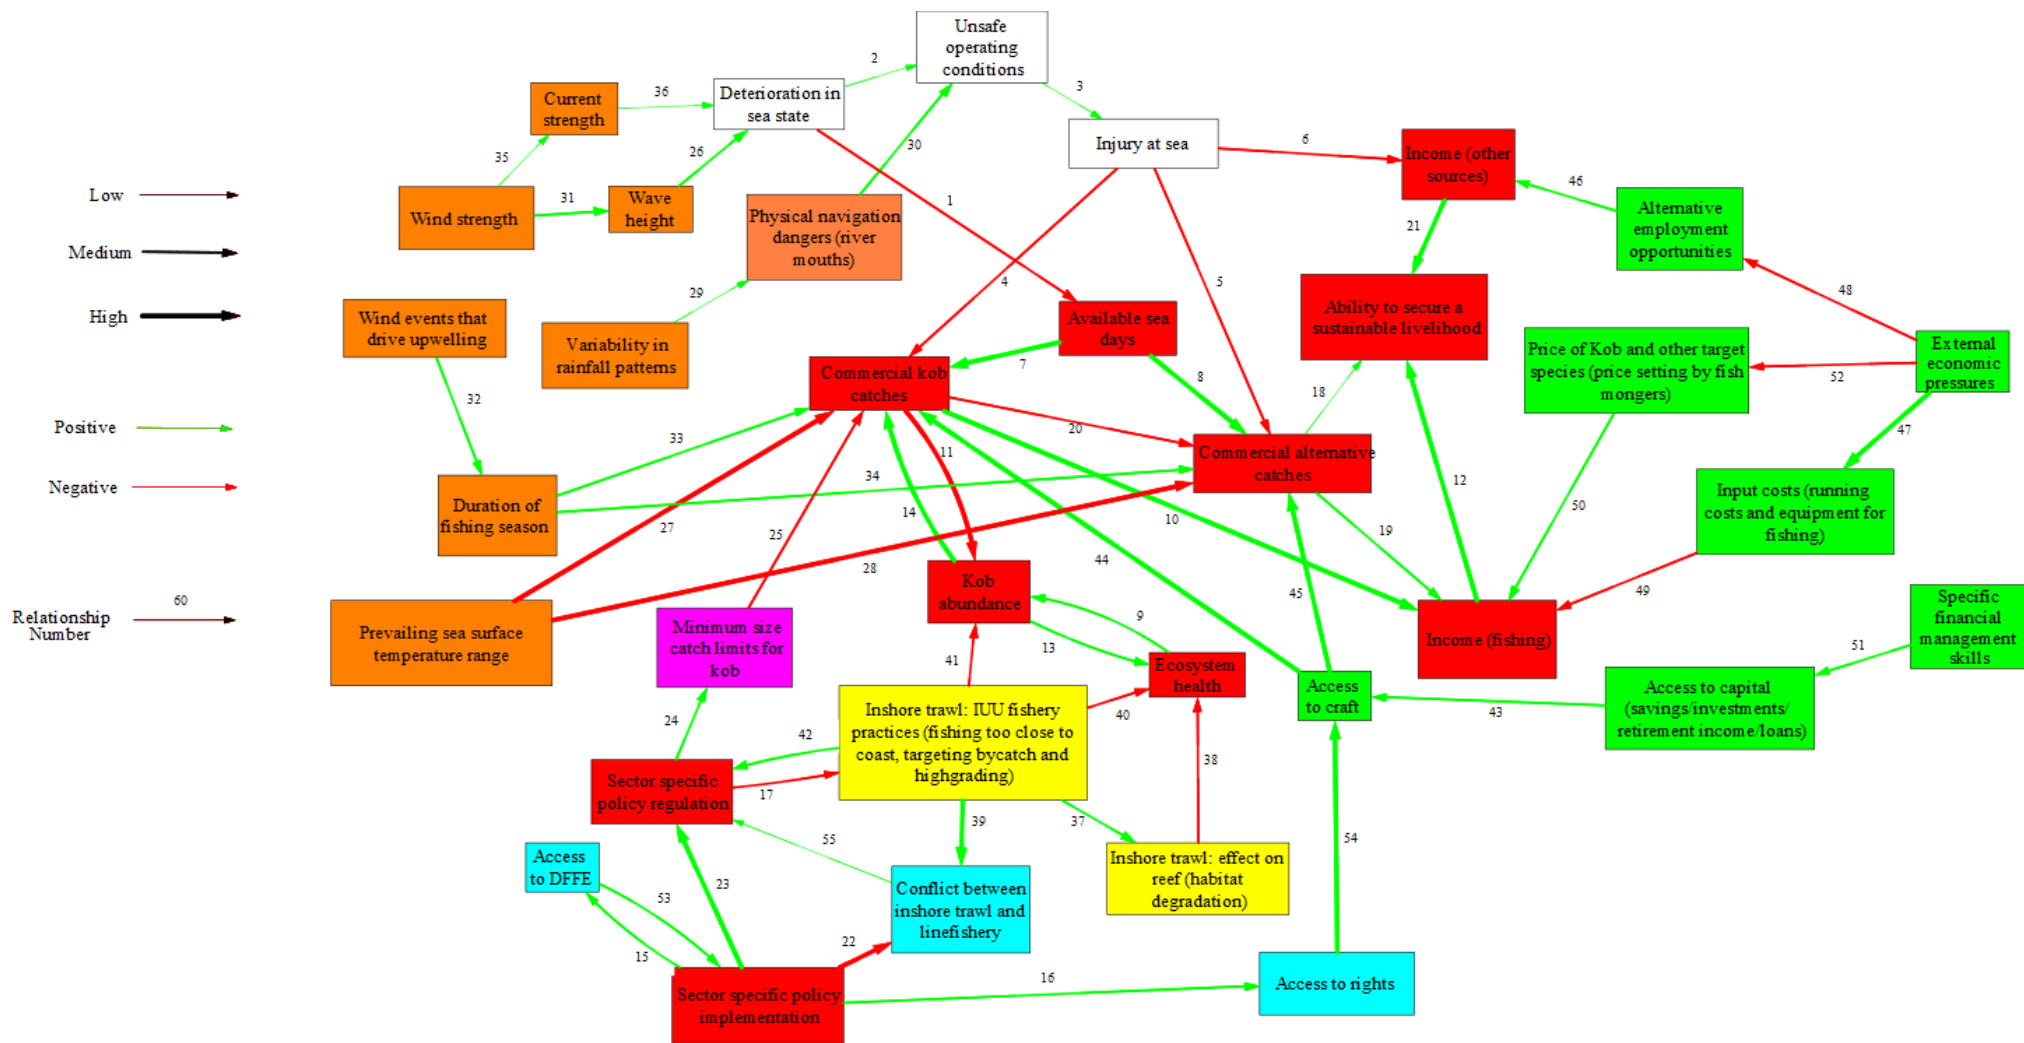 Unsafe
operating
conditions
2
3
36
Current
strength
Deterioration in
sea state
35
26
30
Injury at sea
6
Income (other
sources)
46
Low
Wind strength
31
Wave
height
1
Physical navigation
dangers (river
mouths)
21
Alternative
employment
opportunities
Medium
4
5
29
48
High
Wind events that
drive upwelling
Variability in
rainfall patterns
Available sea
days
Ability to secure a
sustainable livelihood
Price of Kob and other target
species (price setting by fish
mongers)
External
economic
pressures
52
7
8
18
Commercial kob
catches
32
Positive
33
20
47
11
Commercial alternative
catches
34
12
Negative
Duration of
fishing season
27
25
14
10
19
50
Input costs (running
costs and equipment for
fishing)
28
44
45
Kob
abundance
49
60
Relationship
Number
Prevailing sea surface
temperature range
Minimum size
catch limits for
kob
9
13
41
Ecosystem
health
Income (fishing)
Specific
financial
management
skills
51
Access
to craft
43
Access to capital
(savings/investments/
retirement income/loans)
24
42
Inshore trawl: IUU fishery
practices (fishing too close to
coast, targeting bycatch and
highgrading)
40
38
Sector specific
policy regulation
17
39
37
55
54
Access
to DFFE
53
23
Conflict between
inshore trawl and
linefishery
Inshore trawl: effect on
reef (habitat
degradation)
15
22
16
Sector specific policy
implementation
Access to rights